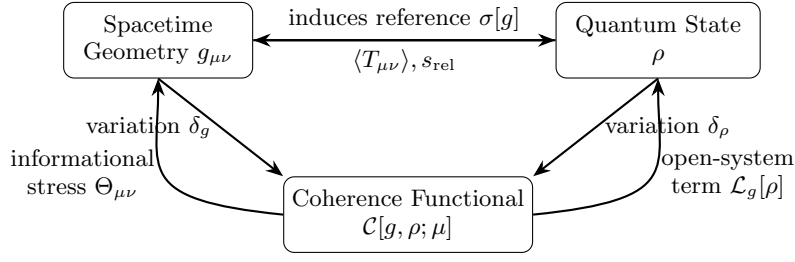 Spacetime
Geometry $g_{\mu\nu}$
induces reference $\sigma[g]$
$\langle T_{\mu\nu} \rangle, s_{\mathrm{rel}}$
Quantum State
$\rho$
variation $\delta_g$
informational
stress $\Theta_{\mu\nu}$
variation $\delta_\rho$
open-system
term $\mathcal{L}_g[\rho]$
Coherence Functional
$\mathcal{C}[g, \rho; \mu]$